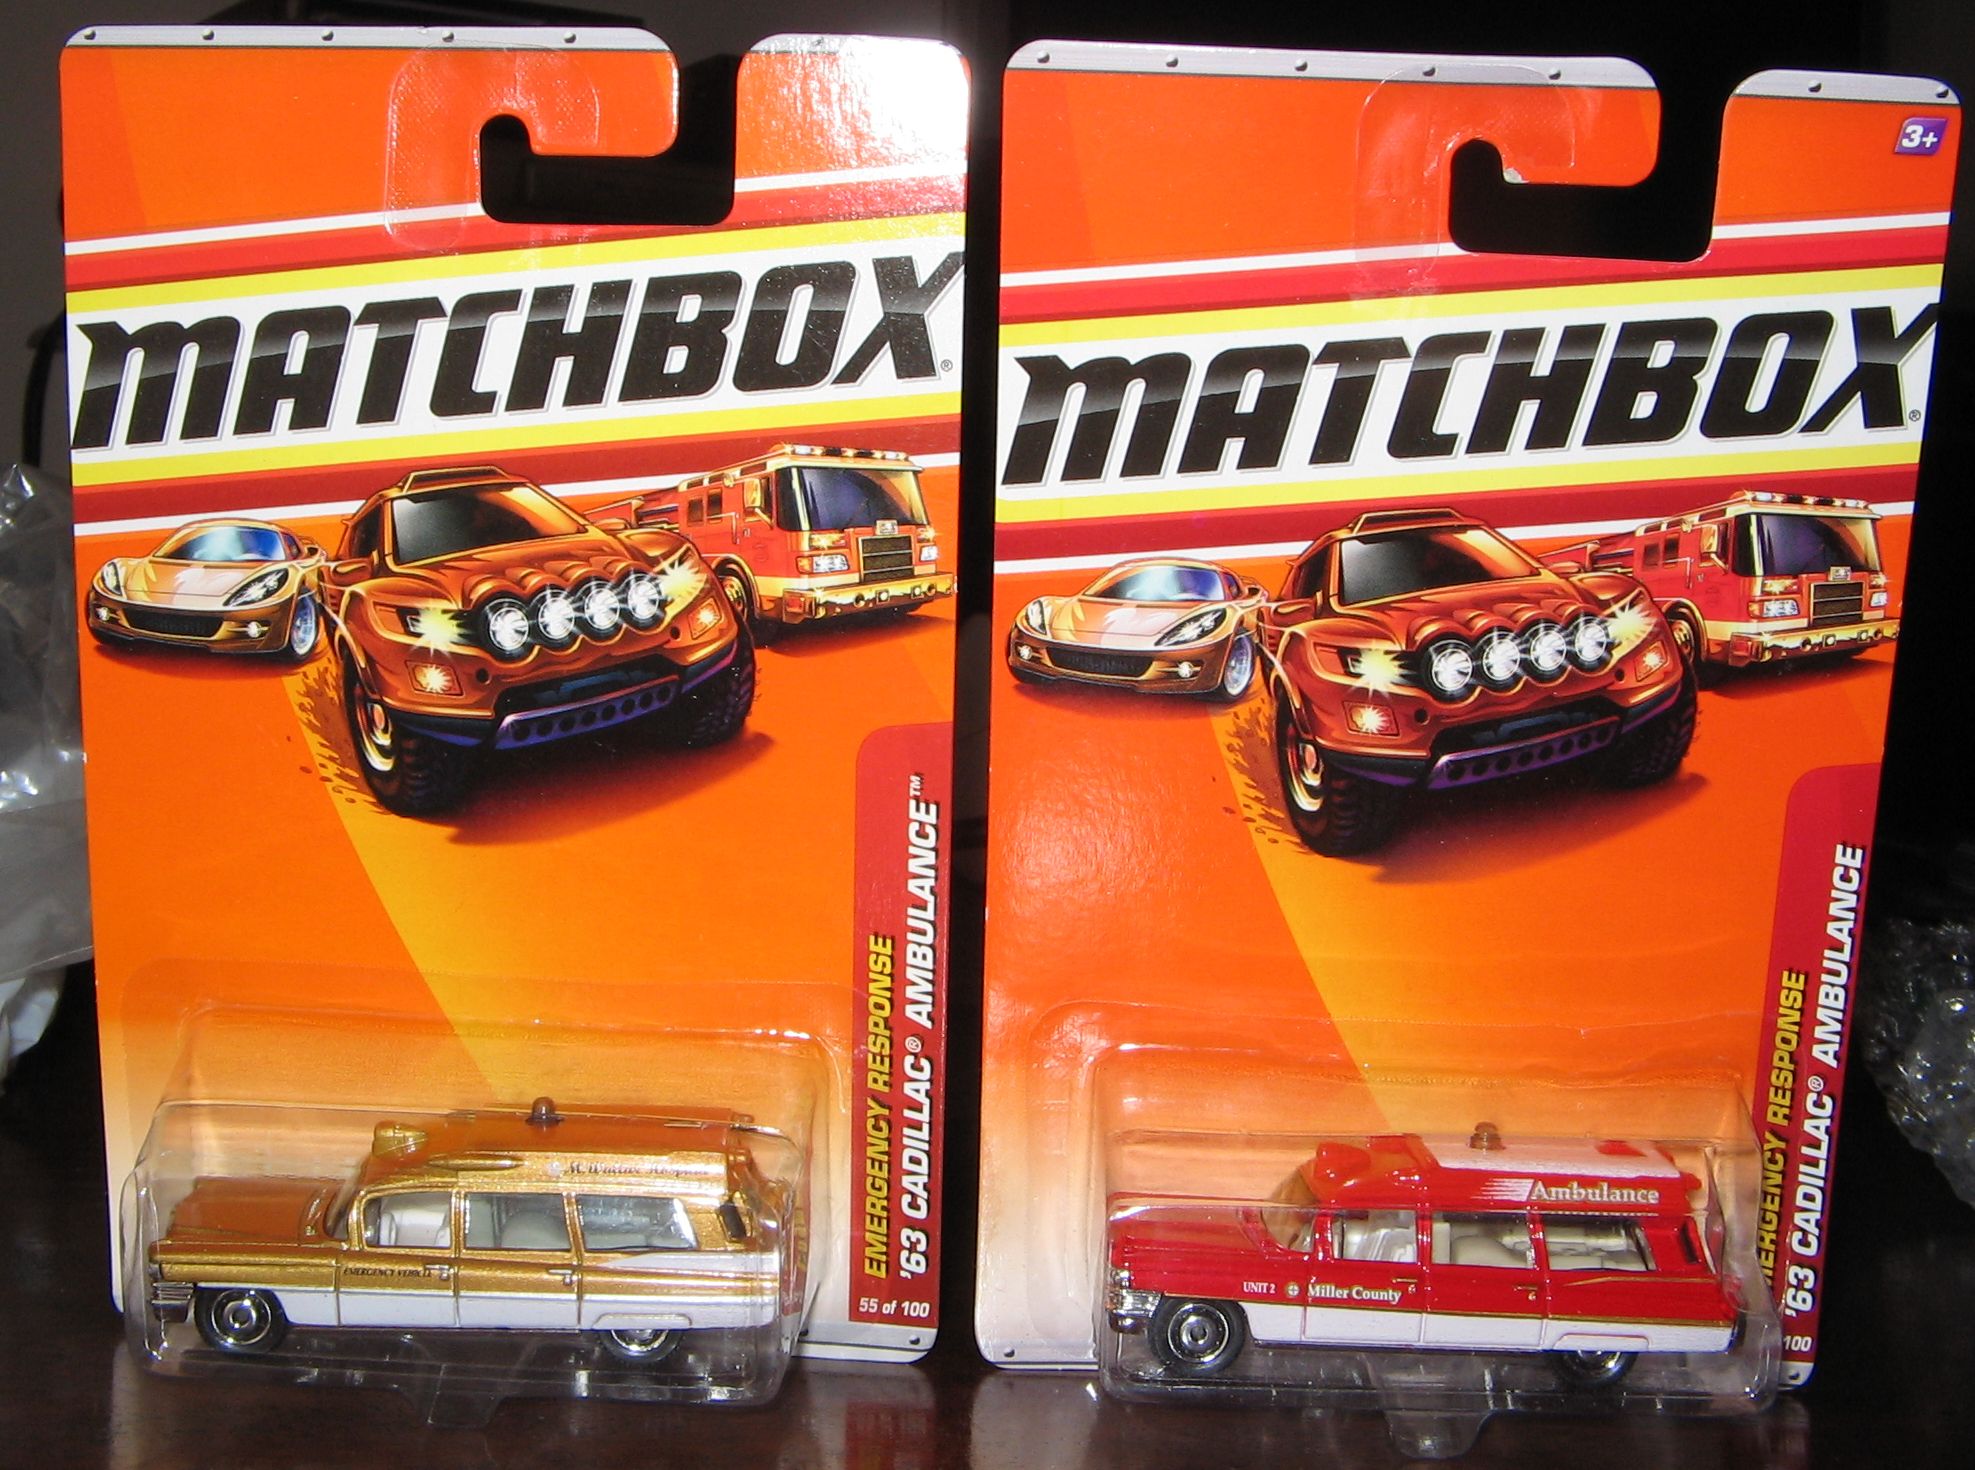 MATCHBOX®
EMERGENCY RESPONSE
'63 CADILLAC® AMBULANCE™
55 of 100
EMERGENCY VEHICLE
3+
MATCHBOX®
EMERGENCY RESPONSE
'63 CADILLAC® AMBULANCE
100
Ambulance
UNIT 2 Miller County